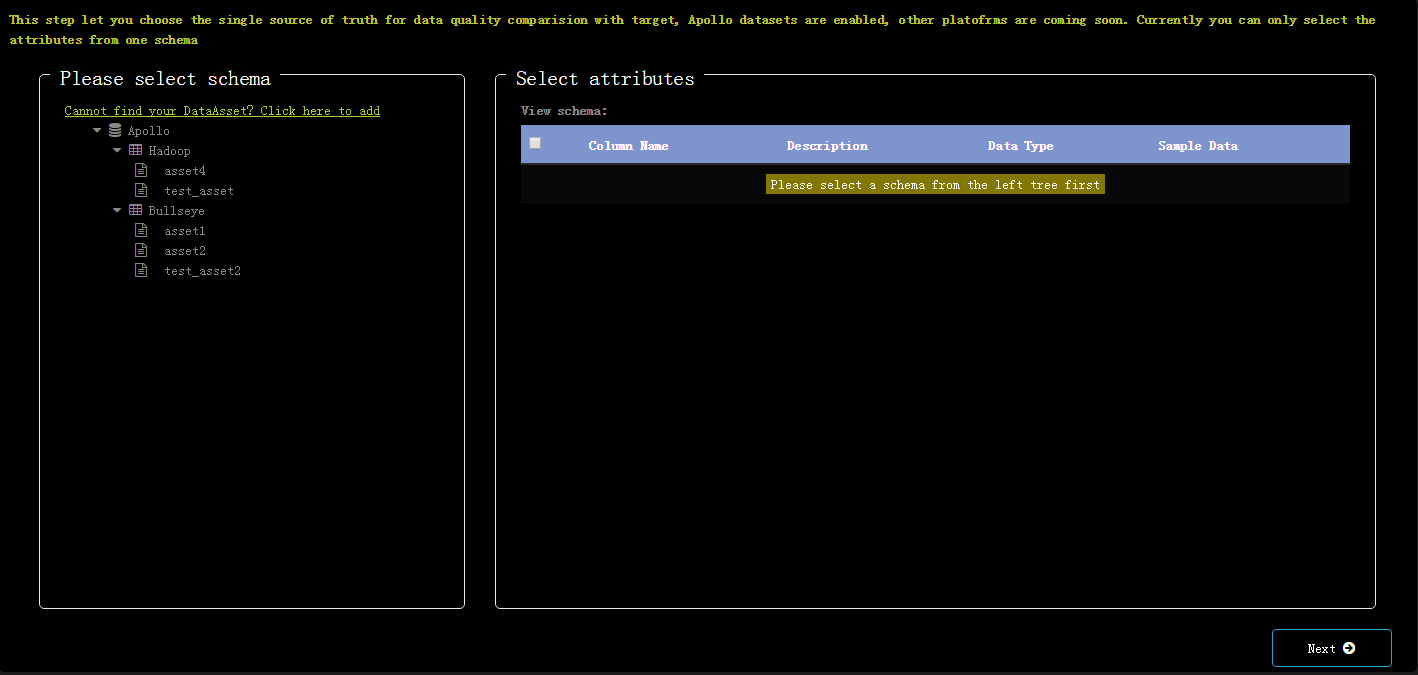 This step let you choose the single source of truth for data quality comparision with target, Apollo datasets are enabled, other platofrms are coming soon. Currently you can only select the
attributes from one schema
Please select schema
Cannot find your DataAsset? Click here to add
Apollo
Hadoop
asset4
test_asset
Bullseye
asset1
asset2
test_asset2
Select attributes
View schema:
Column Name Description Data Type Sample Data
Please select a schema from the left tree first
Next